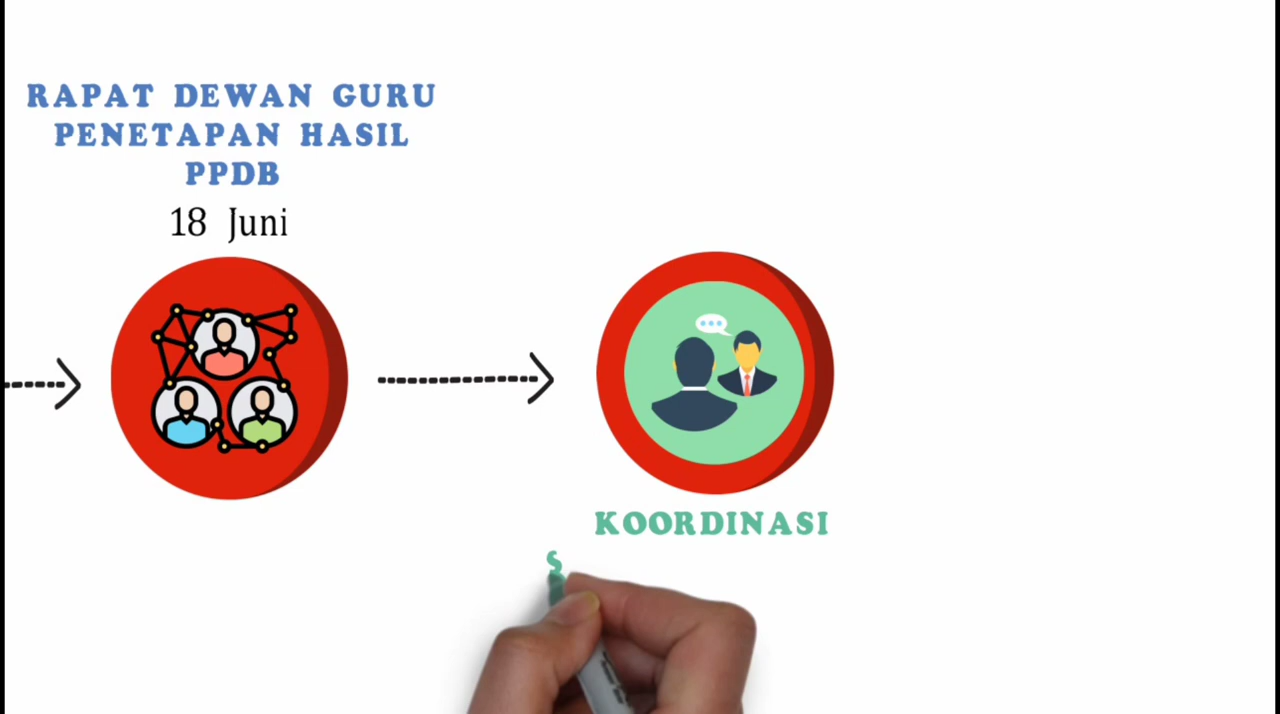 RAPAT DEWAN GURU
PENETAPAN HASIL
PPDB
18 Juni
KOORDINASI
S